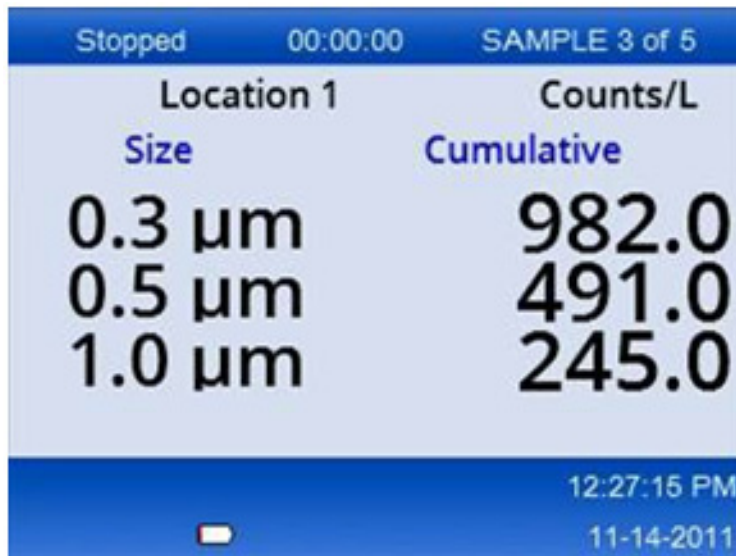 Stopped 00:00:00 SAMPLE 3 of 5
Location 1 Counts/L
Size Cumulative
0.3 µm 982.0
0.5 µm 491.0
1.0 µm 245.0
12:27:15 PM
11-14-2011